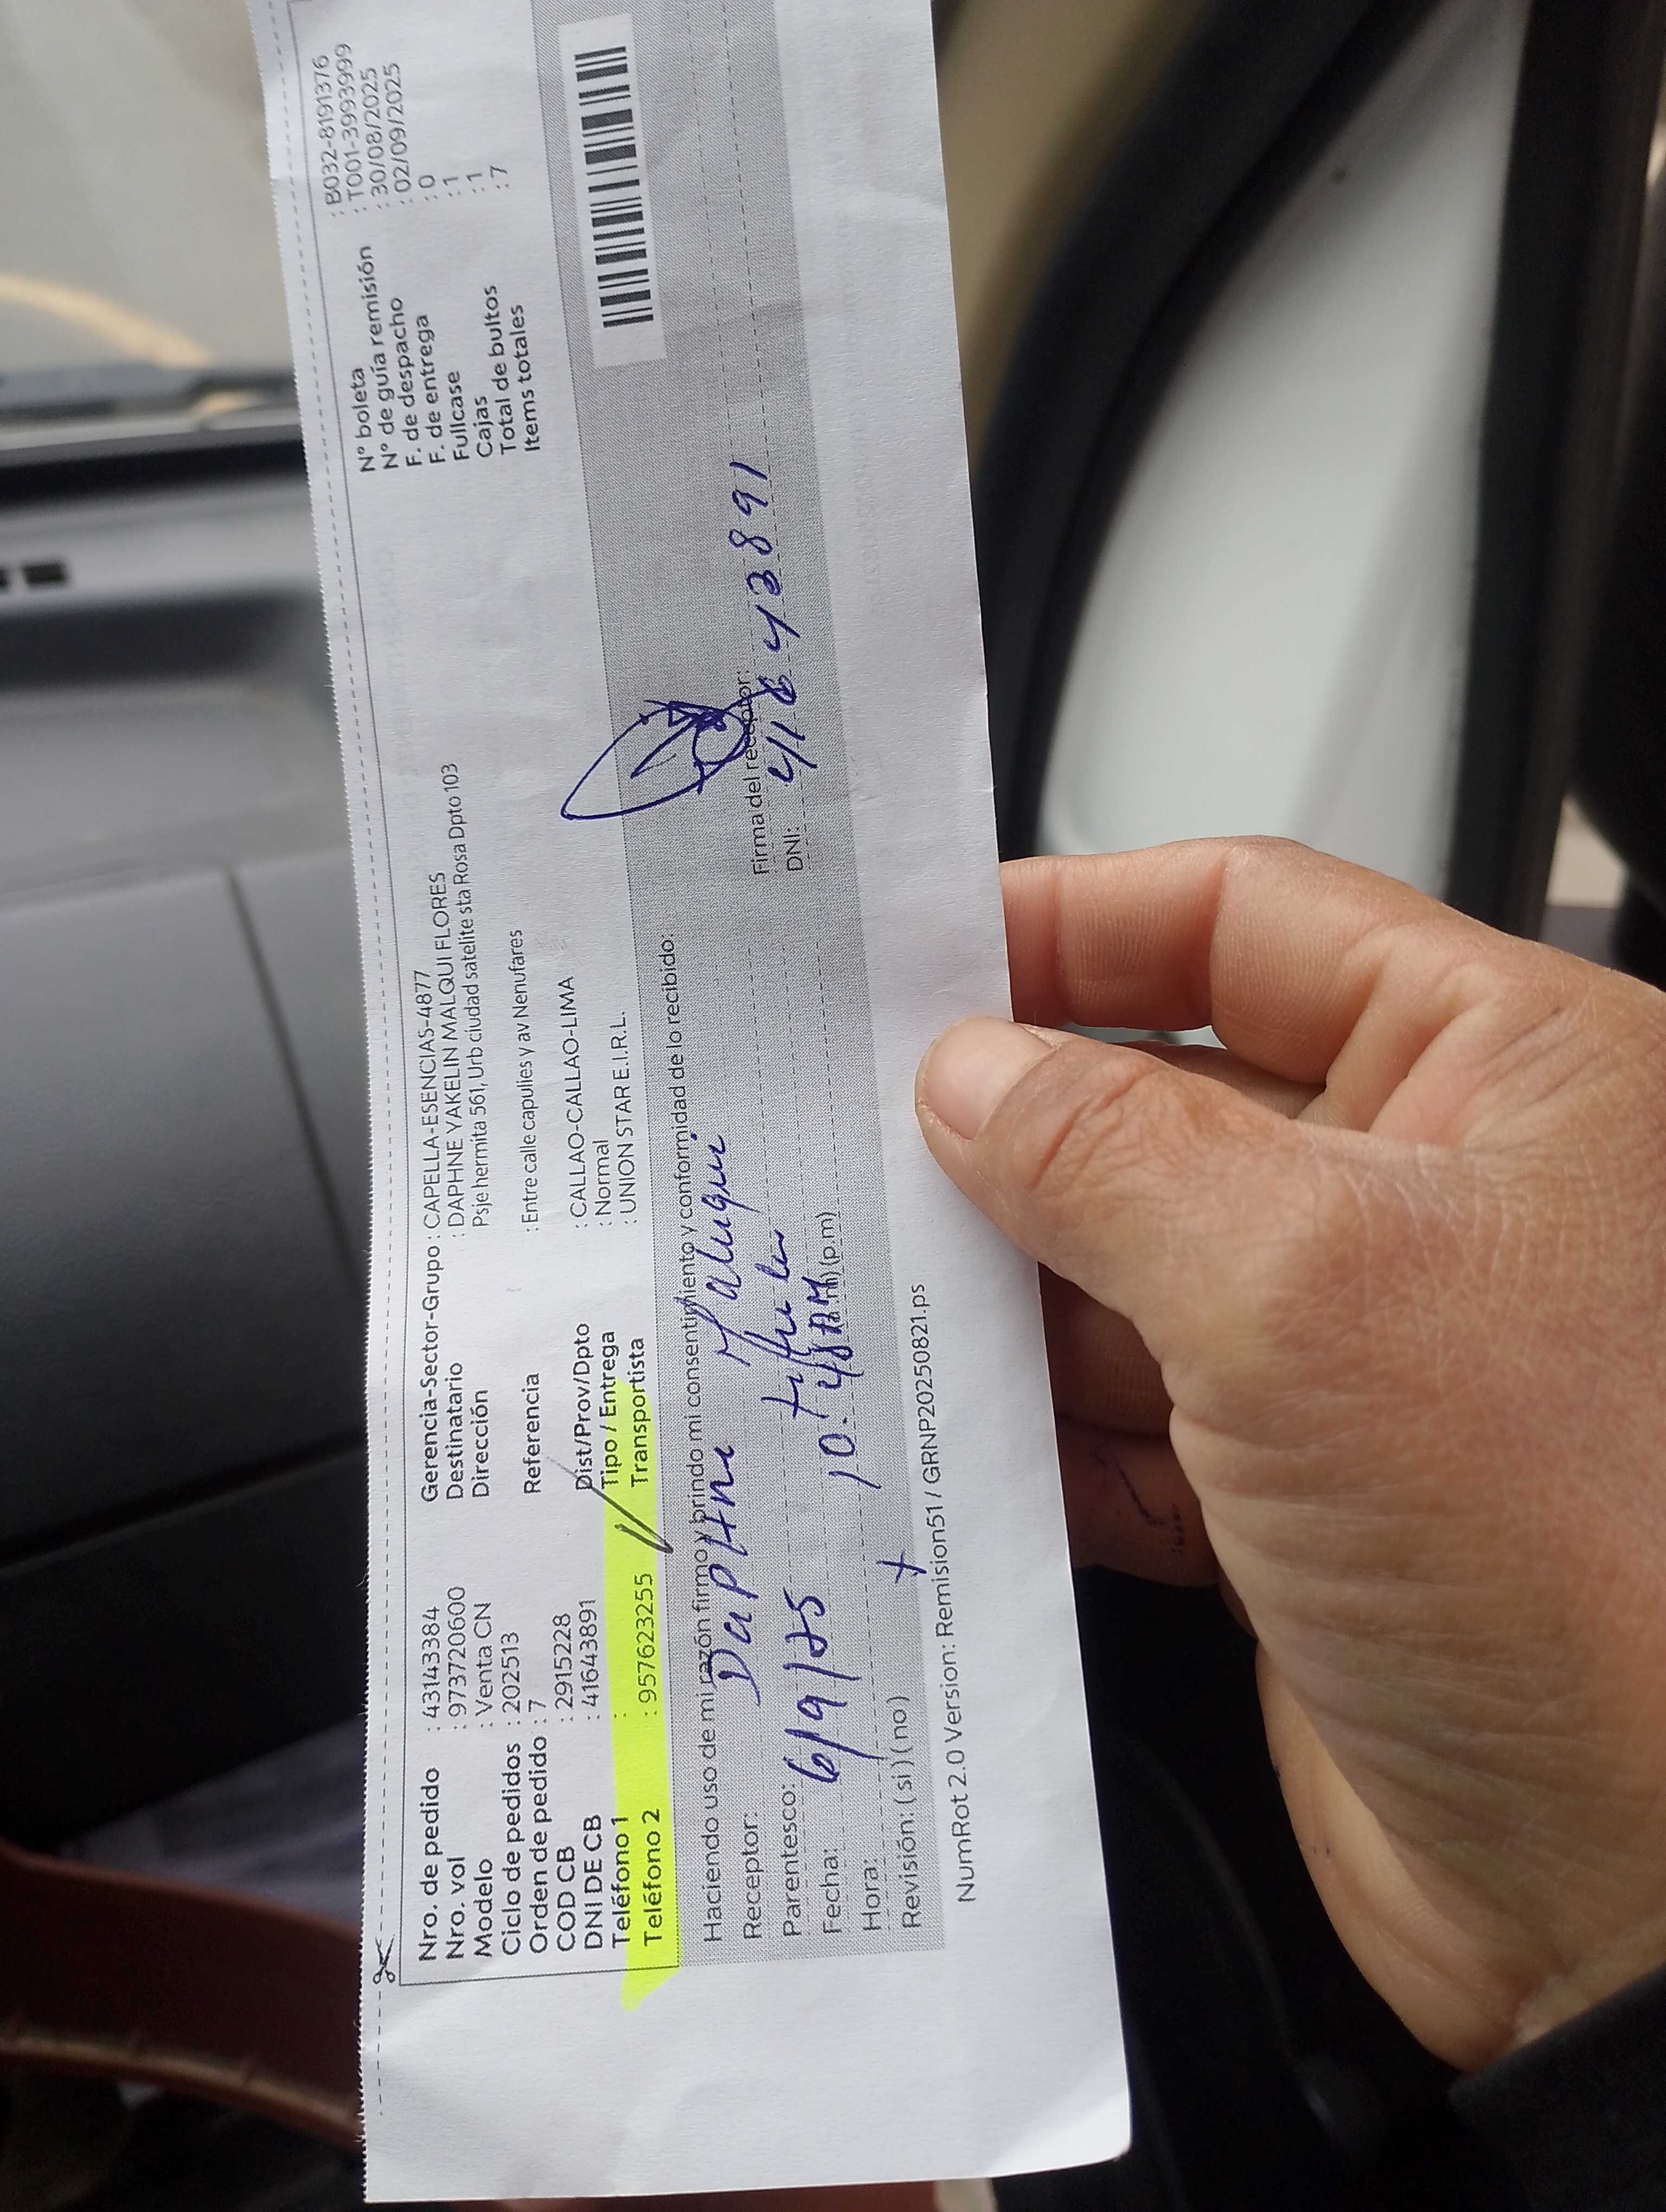 Nro. de pedido : 43143384
Nro. vol : 973720600
Modelo : Venta CN
Ciclo de pedidos : 202513
Orden de pedido : 7
COD CB : 2915228
DNI DE CB : 41643891
Teléfono 1 :
Teléfono 2 : 957623255
Gerencia-Sector-Grupo : CAPELLA-ESENCIAS-4877
Destinatario : DAPHNE YAKELIN MALQUI FLORES
Dirección Psje hermita 561, Urb ciudad satelite sta Rosa Dpto 103
Referencia : Entre calle capulies y av Nenufares
Dist/Prov/Dpto : CALLAO-CALLAO-LIMA
Tipo / Entrega : Normal
Transportista : UNION STAR E.I.R.L.
N° boleta : B032-8191376
N° de guía remisión : T001-39939999
F. de despacho : 30/08/2025
F. de entrega : 02/09/2025
Fullcase : 0
Cajas : 1
Total de bultos : 1
Items totales : 7
Haciendo uso de mi razón firmo y brindo mi consentimiento y conformidad de lo recibido:
Receptor: Daphne Malqui
Parentesco: titular
Fecha: 6/9/25
Hora: 10:48 AM (p m)
Revisión: ( si ) ( no )
Firma del receptor:
DNI: 41643891
NumRot 2.0 Version: Remision51 / GRNP20250821.ps